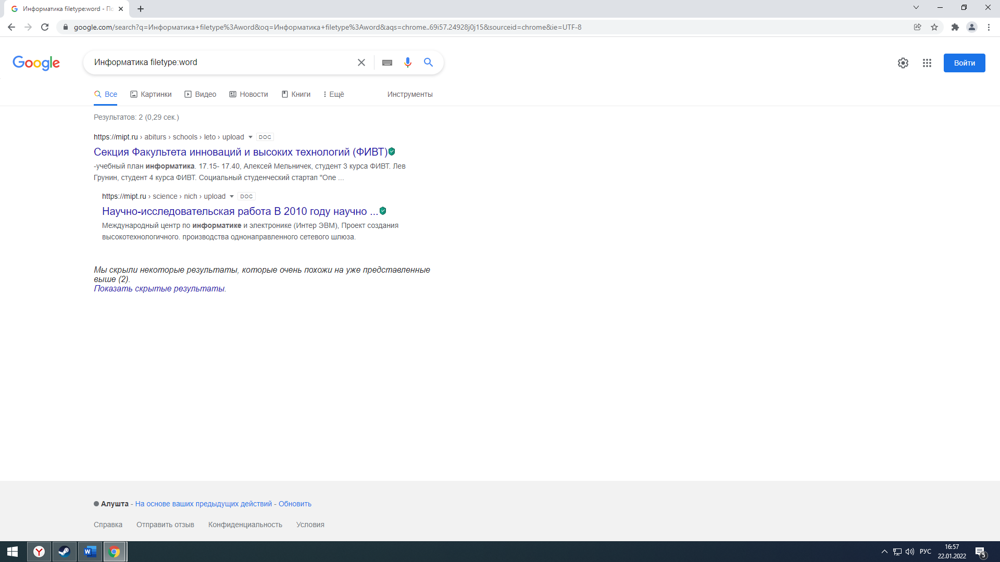 Информатика filetype:word - По
google.com/search?q=Информатика+filetype%3Aword&oq=Информатика+filetype%3Aword&aqs=chrome..69i57.24928j0j15&sourceid=chrome&ie=UTF-8
Google
Информатика filetype:word
Войти
Все Картинки Видео Новости Книги Ещё Инструменты
Результатов: 2 (0,29 сек.)
https://mipt.ru › abiturs › schools › leto › upload DOC
Секция Факультета инноваций и высоких технологий (ФИВТ)
-учебный план информатика. 17.15- 17.40, Алексей Мельничек, студент 3 курса ФИВТ. Лев
Грунин, студент 4 курса ФИВТ. Социальный студенческий стартап "One ...
https://mipt.ru › science › nich › upload DOC
Научно-исследовательская работа В 2010 году научно ...
Международный центр по информатике и электронике (Интер ЭВМ), Проект создания
высокотехнологичного. производства однонаправленного сетевого шлюза.
Мы скрыли некоторые результаты, которые очень похожи на уже представленные
выше (2).
Показать скрытые результаты.
Алушта - На основе ваших предыдущих действий - Обновить
Справка Отправить отзыв Конфиденциальность Условия
РУС
16:57
22.01.2022
5